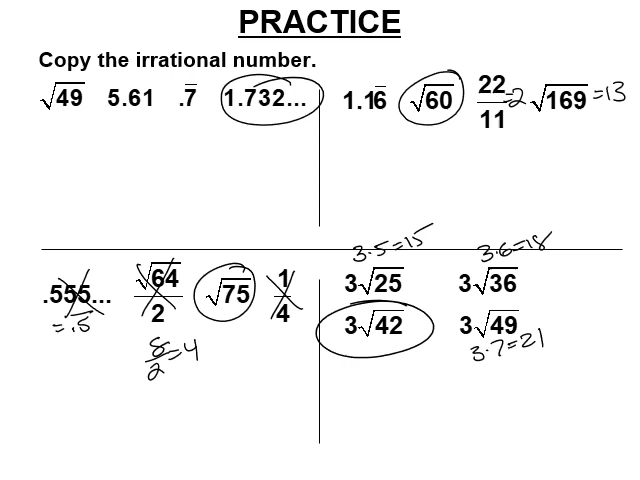 PRACTICE
Copy the irrational number.
√49 5.61 .7̅ 1.732...
1.16̅ √60 22/11 =2 √169 =13
.555... √64/2 √75 1/4
= .5̅
8/2 = 4
3·5=15 3·6=18
3√25 3√36
3√42 3√49
3·7=21